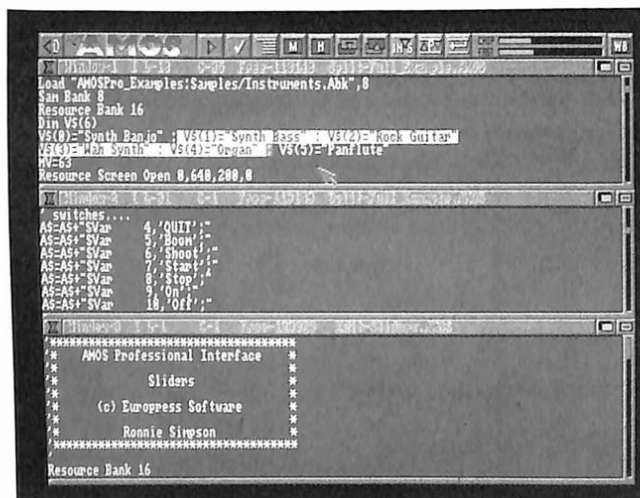 AMOS M H WB
Load "AMOSPro_Examples:Samples/Instruments.Abk",8
Sam Bank 8
Resource Bank 16
Dim V$(6)
V$(0)="Synth Banjo" : V$(1)="Synth Bass" : V$(2)="Rock Guitar"
V$(3)="Wah Synth" : V$(4)="Organ" : V$(5)="Panflute"
MV=63
Resource Screen Open 0,640,200,0
' switches....
A$=A$+"SVar 4,'QUIT';"
A$=A$+"SVar 5,'Boom';"
A$=A$+"SVar 6,'Shoot';"
A$=A$+"SVar 7,'Start';"
A$=A$+"SVar 8,'Stop';"
A$=A$+"SVar 9,'On';"
A$=A$+"SVar 10,'Off';"
'***********************************
'* AMOS Professional Interface *
'* *
'* Sliders *
'* *
'* (c) Europress Software *
'* *
'* Ronnie Simpson *
'***********************************
'
Resource Bank 16